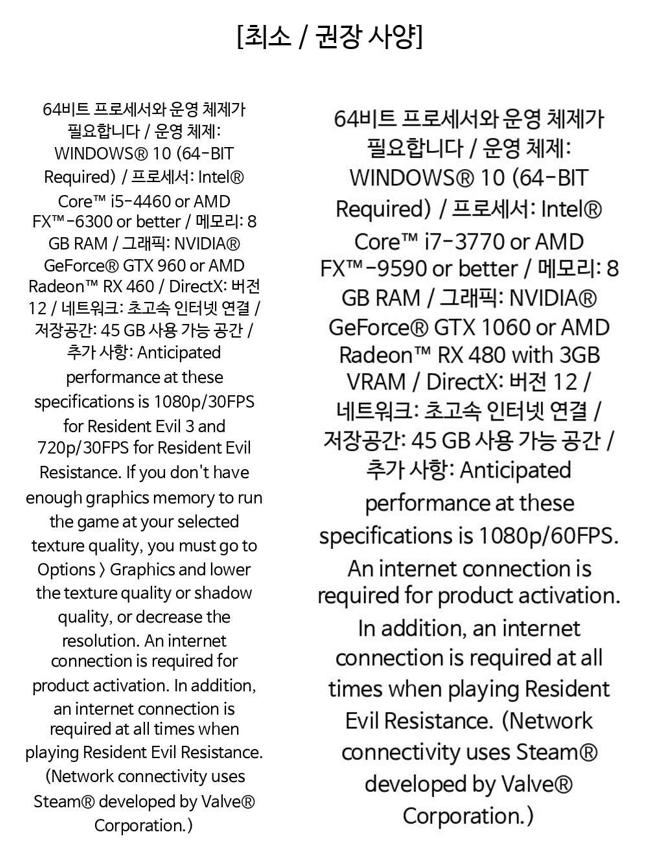 [최소 / 권장 사양]
64비트 프로세서와 운영 체제가
필요합니다 / 운영 체제:
WINDOWS® 10 (64-BIT
Required) / 프로세서: Intel®
Core™ i5-4460 or AMD
FX™-6300 or better / 메모리: 8
GB RAM / 그래픽: NVIDIA®
GeForce® GTX 960 or AMD
Radeon™ RX 460 / DirectX: 버전
12 / 네트워크: 초고속 인터넷 연결 /
저장공간: 45 GB 사용 가능 공간 /
추가 사항: Anticipated
performance at these
specifications is 1080p/30FPS
for Resident Evil 3 and
720p/30FPS for Resident Evil
Resistance. If you don't have
enough graphics memory to run
the game at your selected
texture quality, you must go to
Options > Graphics and lower
the texture quality or shadow
quality, or decrease the
resolution. An internet
connection is required for
product activation. In addition,
an internet connection is
required at all times when
playing Resident Evil Resistance.
(Network connectivity uses
Steam® developed by Valve®
Corporation.)
64비트 프로세서와 운영 체제가
필요합니다 / 운영 체제:
WINDOWS® 10 (64-BIT
Required) / 프로세서: Intel®
Core™ i7-3770 or AMD
FX™-9590 or better / 메모리: 8
GB RAM / 그래픽: NVIDIA®
GeForce® GTX 1060 or AMD
Radeon™ RX 480 with 3GB
VRAM / DirectX: 버전 12 /
네트워크: 초고속 인터넷 연결 /
저장공간: 45 GB 사용 가능 공간 /
추가 사항: Anticipated
performance at these
specifications is 1080p/60FPS.
An internet connection is
required for product activation.
In addition, an internet
connection is required at all
times when playing Resident
Evil Resistance. (Network
connectivity uses Steam®
developed by Valve®
Corporation.)